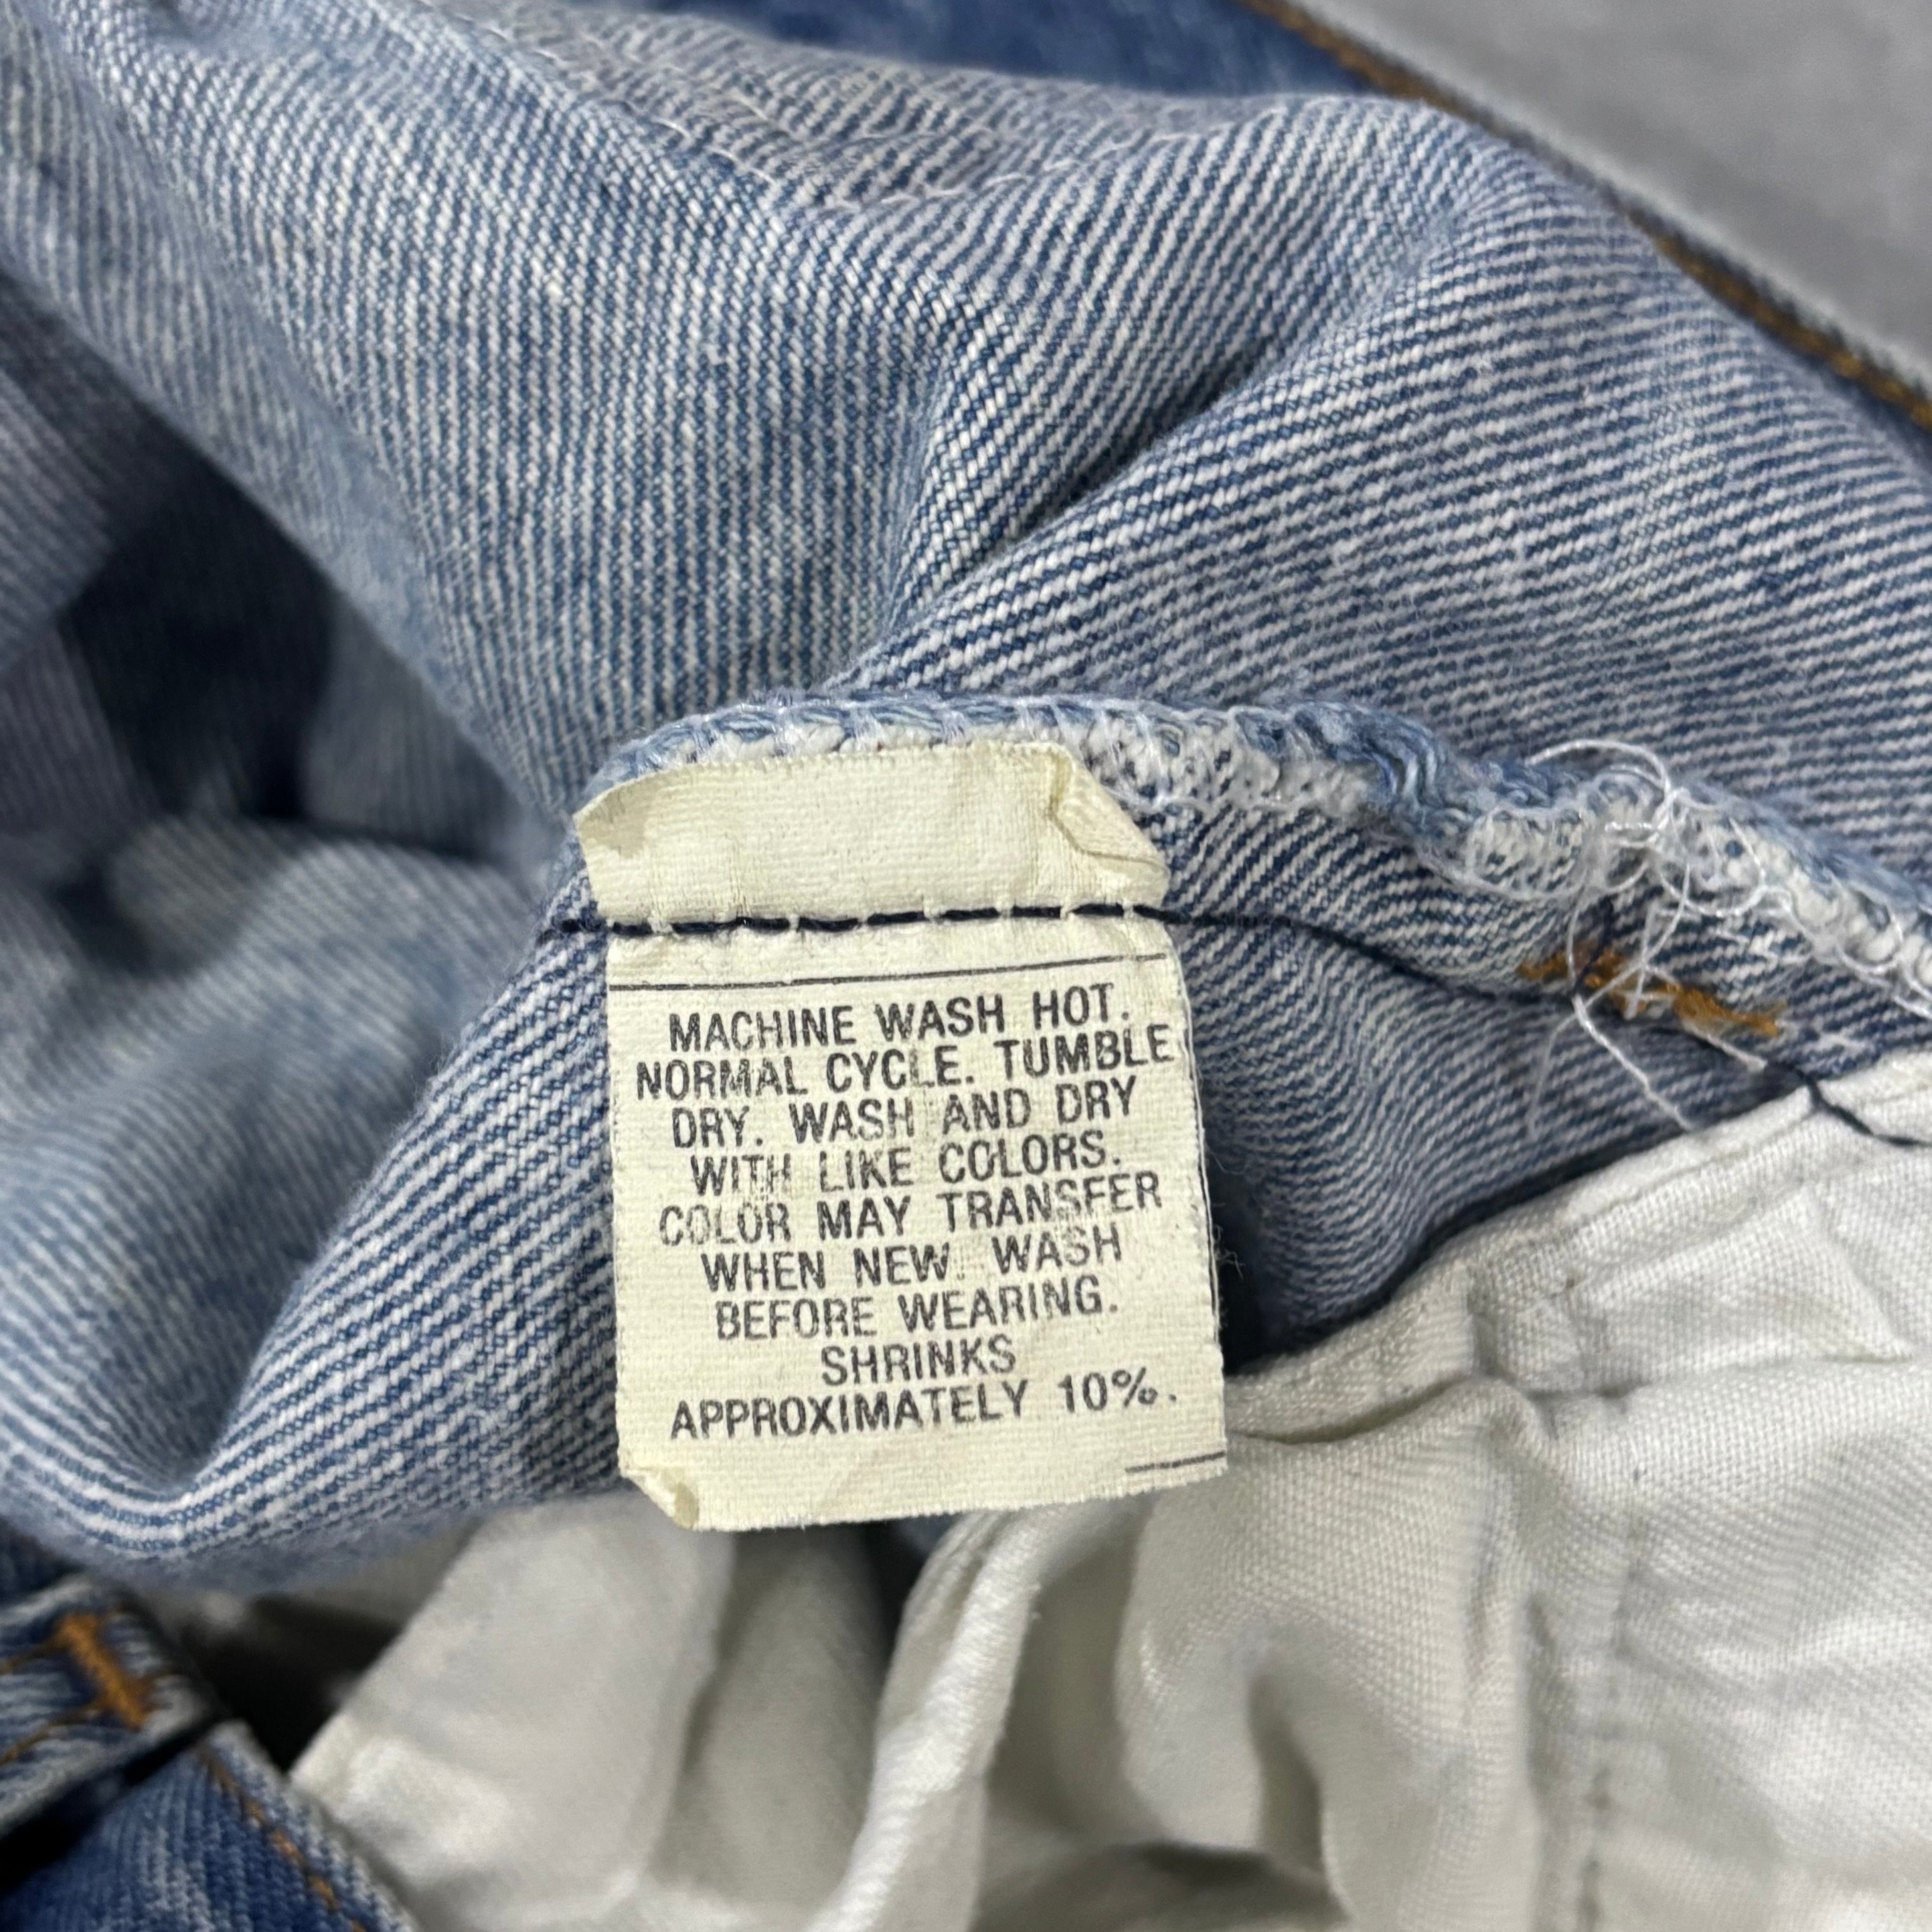 MACHINE WASH HOT.
NORMAL CYCLE. TUMBLE
DRY. WASH AND DRY
WITH LIKE COLORS.
COLOR MAY TRANSFER
WHEN NEW. WASH
BEFORE WEARING.
SHRINKS
APPROXIMATELY 10%.